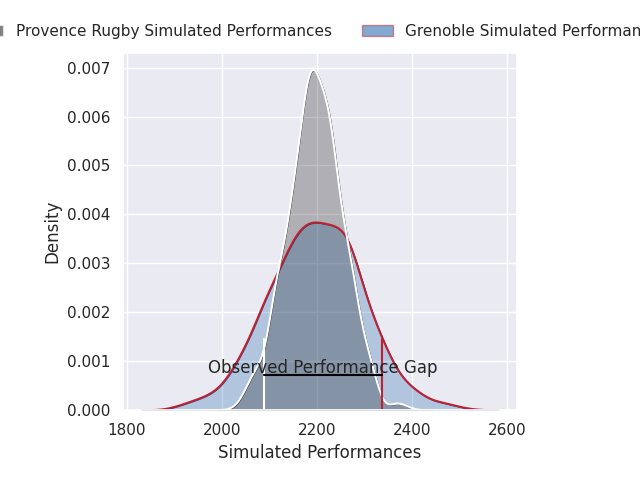 Provence Rugby Simulated Performances
Grenoble Simulated Performan
0.007
0.006
0.005
0.004
0.003
0.002
0.001
0.000
Density
Observed Performance Gap
1800 2000 2200 2400 2600
Simulated Performances